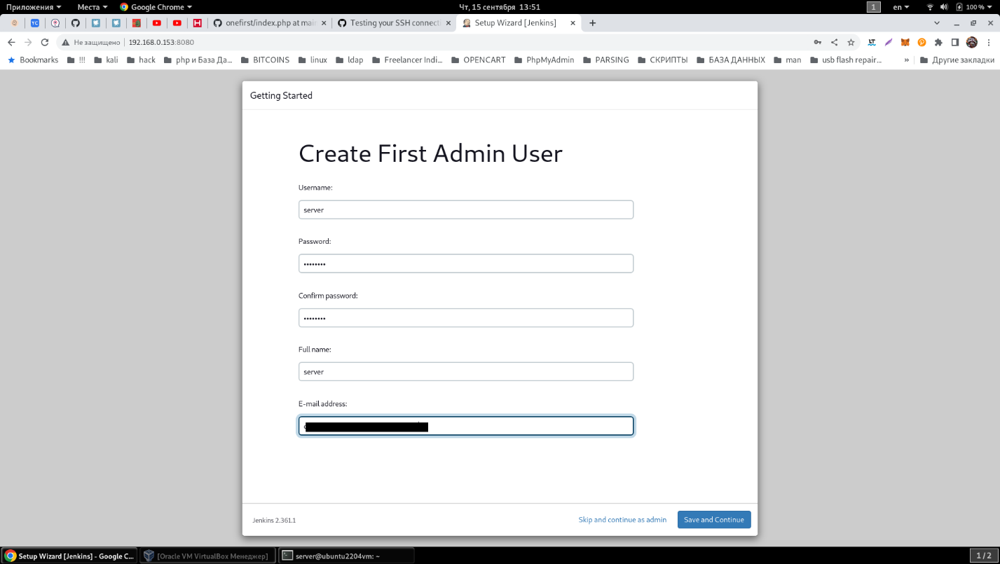 Приложения Места Google Chrome Чт, 15 сентября 13:51 1 en 100 %
YC H onefirst/index.php at mai Testing your SSH connect Setup Wizard [Jenkins]
Не защищено 192.168.0.153:8080
Bookmarks !!! kali hack php и База Да... BITCOINS linux ldap Freelancer Indi... OPENCART PhpMyAdmin PARSING СКРИПТЫ БАЗА ДАННЫХ man usb flash repair... » Другие закладки
Getting Started
Create First Admin User
Username:
server
Password:
••••••••
Confirm password:
••••••••
Full name:
server
E-mail address:
Jenkins 2.361.1 Skip and continue as admin Save and Continue
Setup Wizard [Jenkins] - Google C... [Oracle VM VirtualBox Менеджер] server@ubuntu2204vm: ~ 1 / 2